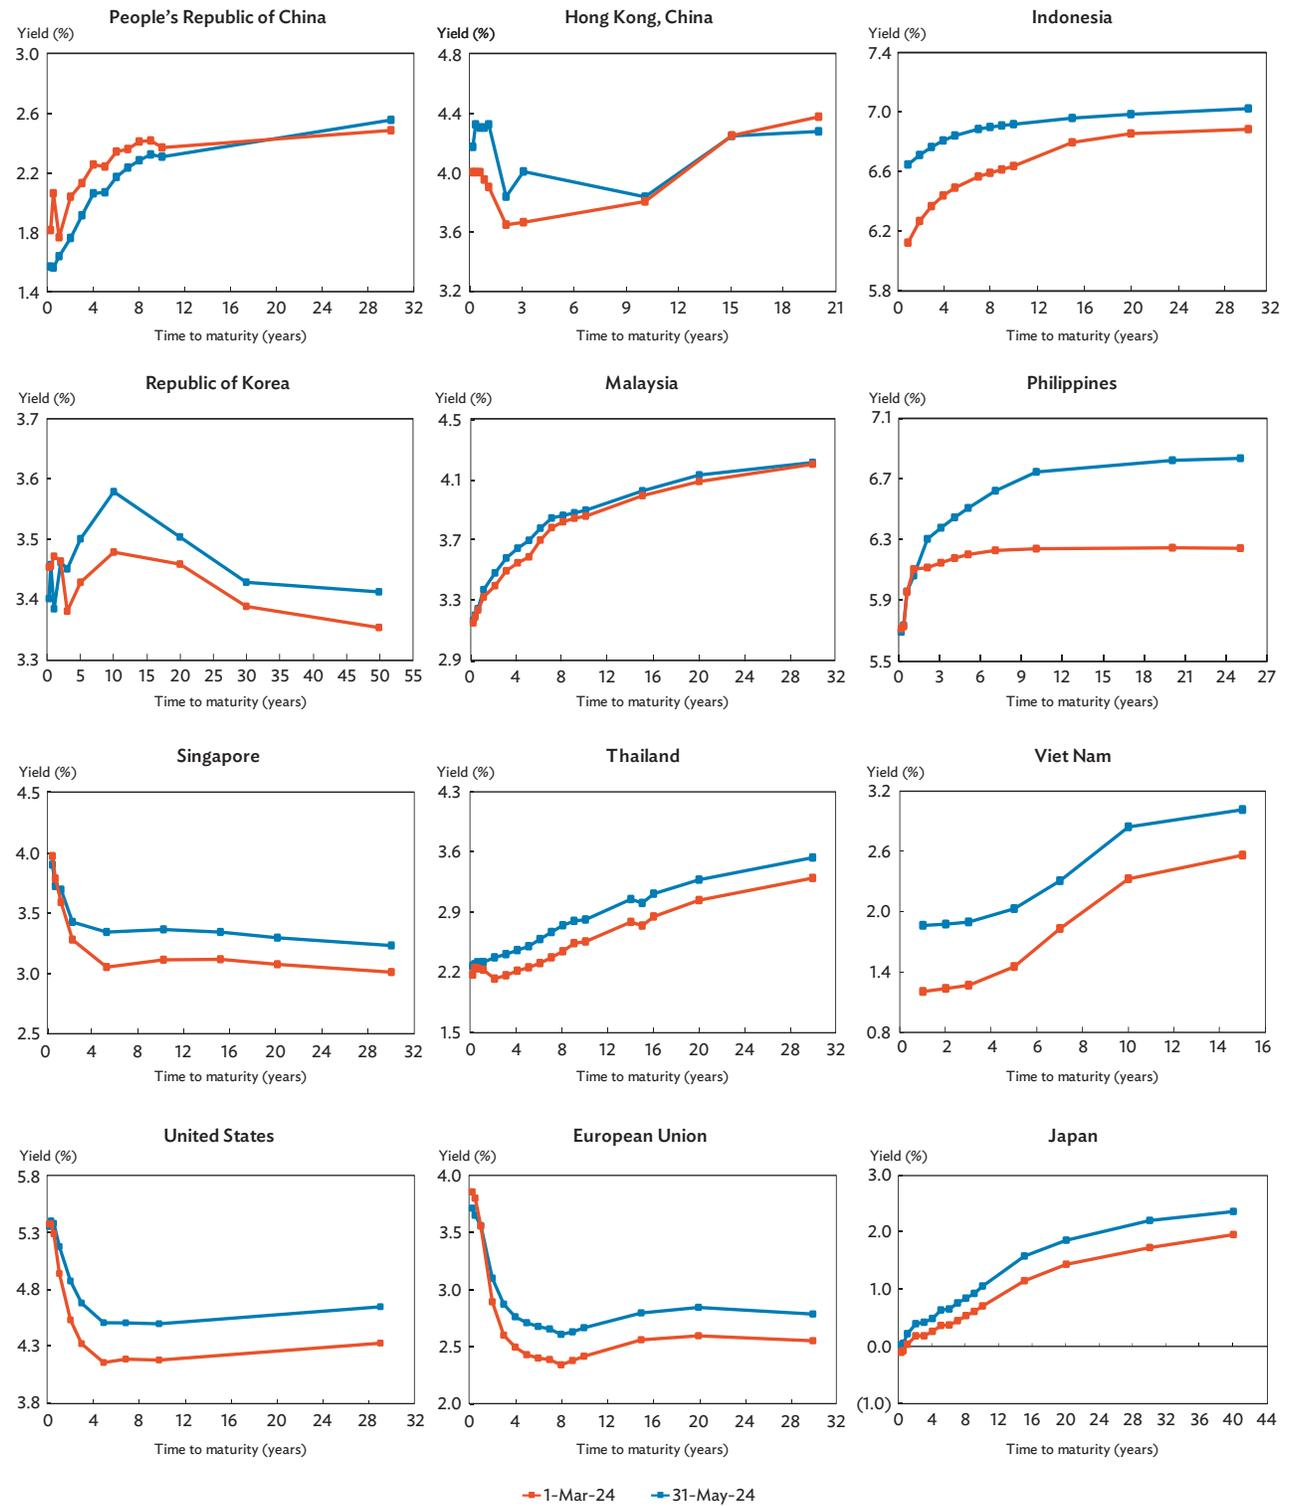 People’s Republic of China
Yield (%)
3.0
2.6
2.2
1.8
1.4
0 4 8 12 16 20 24 28 32
Time to maturity (years)
Hong Kong, China
Yield (%)
4.8
4.4
4.0
3.6
3.2
0 3 6 9 12 15 18 21
Time to maturity (years)
Indonesia
Yield (%)
7.4
7.0
6.6
6.2
5.8
0 4 8 12 16 20 24 28 32
Time to maturity (years)
Republic of Korea
Yield (%)
3.7
3.6
3.5
3.4
3.3
0 5 10 15 20 25 30 35 40 45 50 55
Time to maturity (years)
Malaysia
Yield (%)
4.5
4.1
3.7
3.3
2.9
0 4 8 12 16 20 24 28 32
Time to maturity (years)
Philippines
Yield (%)
7.1
6.7
6.3
5.9
5.5
0 3 6 9 12 15 18 21 24 27
Time to maturity (years)
Singapore
Yield (%)
4.5
4.0
3.5
3.0
2.5
0 4 8 12 16 20 24 28 32
Time to maturity (years)
Thailand
Yield (%)
4.3
3.6
2.9
2.2
1.5
0 4 8 12 16 20 24 28 32
Time to maturity (years)
Viet Nam
Yield (%)
3.2
2.6
2.0
1.4
0.8
0 2 4 6 8 10 12 14 16
Time to maturity (years)
United States
Yield (%)
5.8
5.3
4.8
4.3
3.8
0 4 8 12 16 20 24 28 32
Time to maturity (years)
European Union
Yield (%)
4.0
3.5
3.0
2.5
2.0
0 4 8 12 16 20 24 28 32
Time to maturity (years)
Japan
Yield (%)
3.0
2.0
1.0
0.0
(1.0)
0 4 8 12 16 20 24 28 32 36 40 44
Time to maturity (years)
1-Mar-24 31-May-24